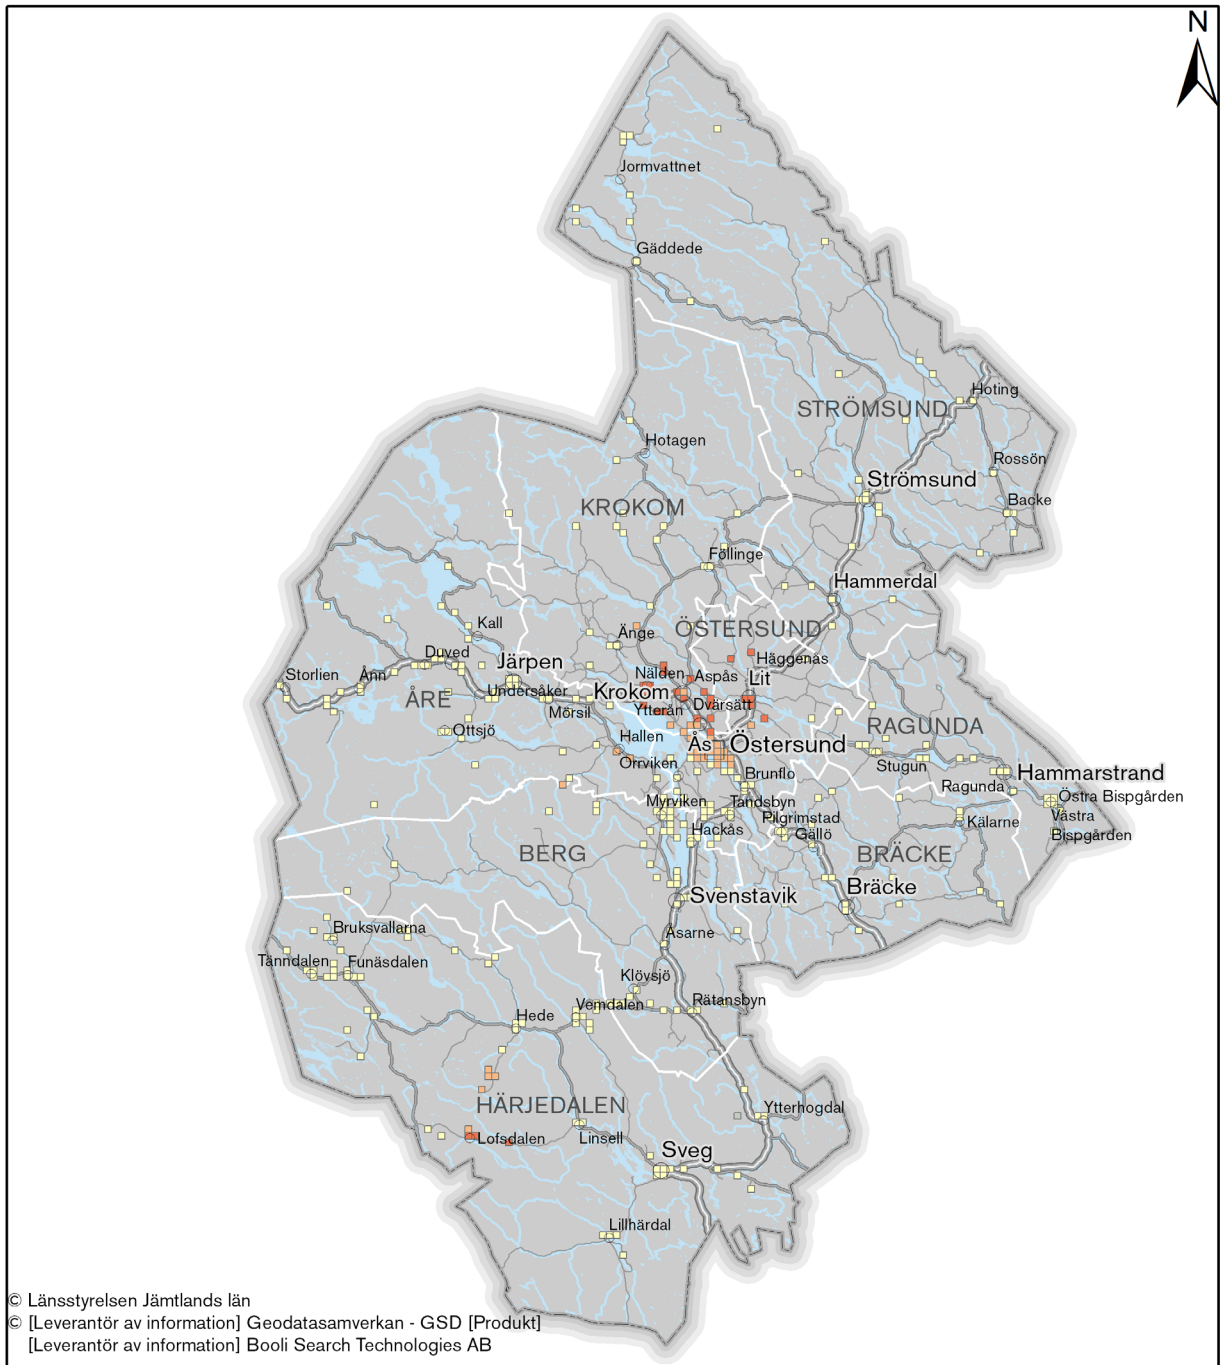 N
Jormvattnet
Gäddede
Hoting
STRÖMSUND
Hotagen
Rossön
Strömsund
Backe
KROKOM
Föllinge
Hammerdal
Kall
Änge
ÖSTERSUND
Duved
Järpen
Häggenås
Storlien
Ånn
Nälden
Aspås
Lit
Undersåker
Krokom
ÅRE
Mörsil
Ytterån
Dvärsätt
Ottsjö
Hallen
RAGUNDA
Ås
Östersund
Orrviken
Stugun
Brunflo
Hammarstrand
Ragunda
Östra Bispgården
Myrviken
Tandsbyn
Pilgrimstad
Kälarne
Västra
Bispgården
Hackås
Gällö
BERG
BRÄCKE
Svenstavik
Bräcke
Bruksvallarna
Åsarne
Tänndalen
Funäsdalen
Klövsjö
Hede
Vemdalen
Rätansbyn
HÄRJEDALEN
Ytterhogdal
Lofsdalen
Linsell
Sveg
Lillhärdal
© Länsstyrelsen Jämtlands län
© [Leverantör av information] Geodatasamverkan - GSD [Produkt]
[Leverantör av information] Booli Search Technologies AB